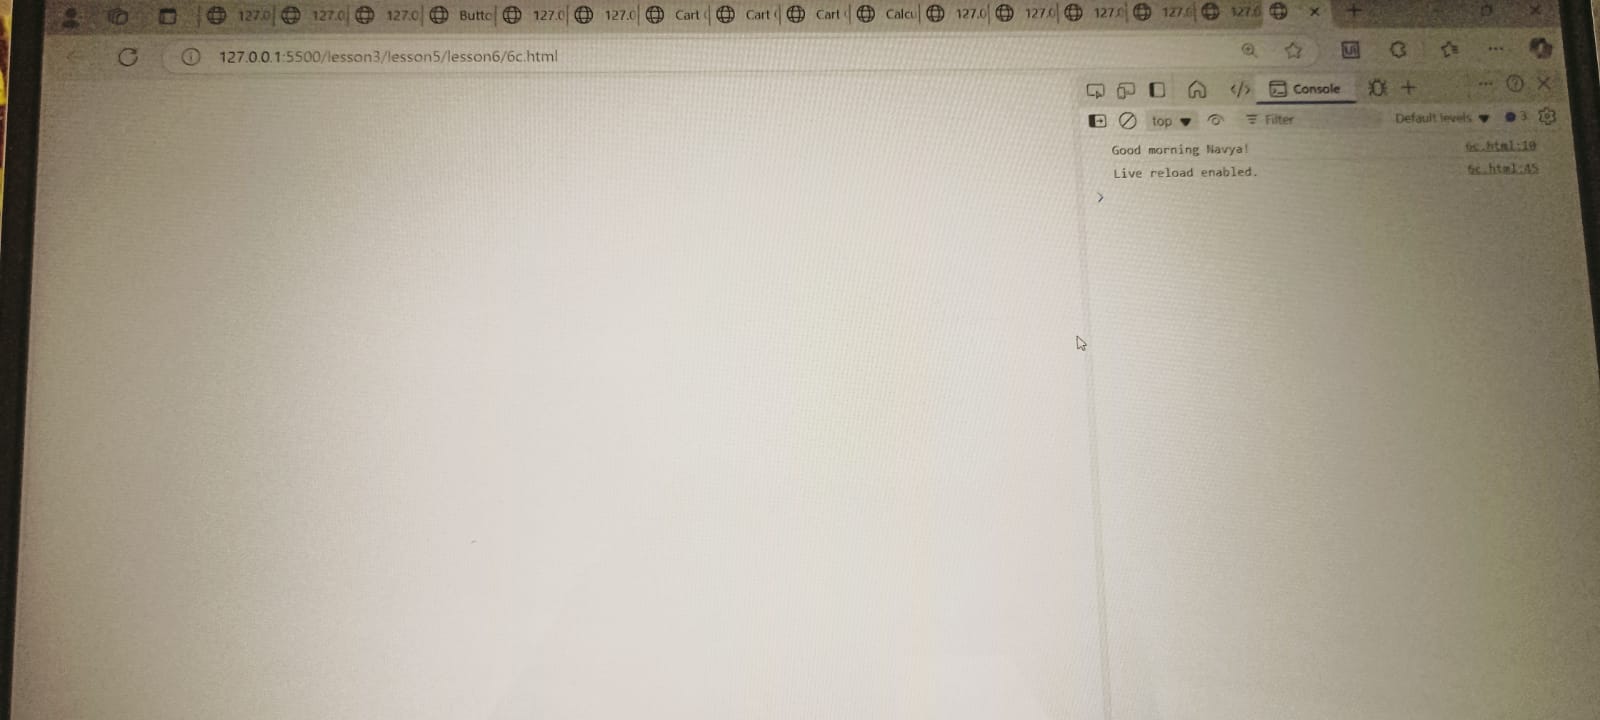 127.0 127.0 127.0 Butto 127.0 127.0 Cart Cart Cart Calcu 127.0 127.0 127.0 127.0 127.0
127.0.0.1:5500/lesson3/lesson5/lesson6/6c.html
Console
top Filter Default levels 3
Good morning Navya! 6c.html:10
Live reload enabled. 6c.html:45